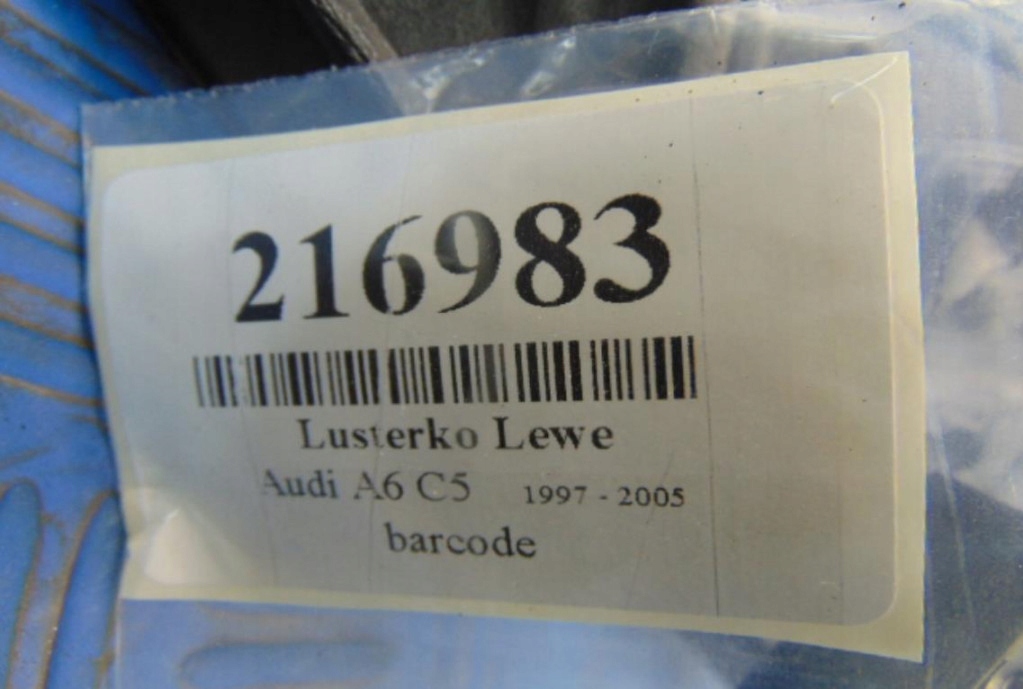 216983
Lusterko Lewe
Audi A6 C5 1997 - 2005
barcode